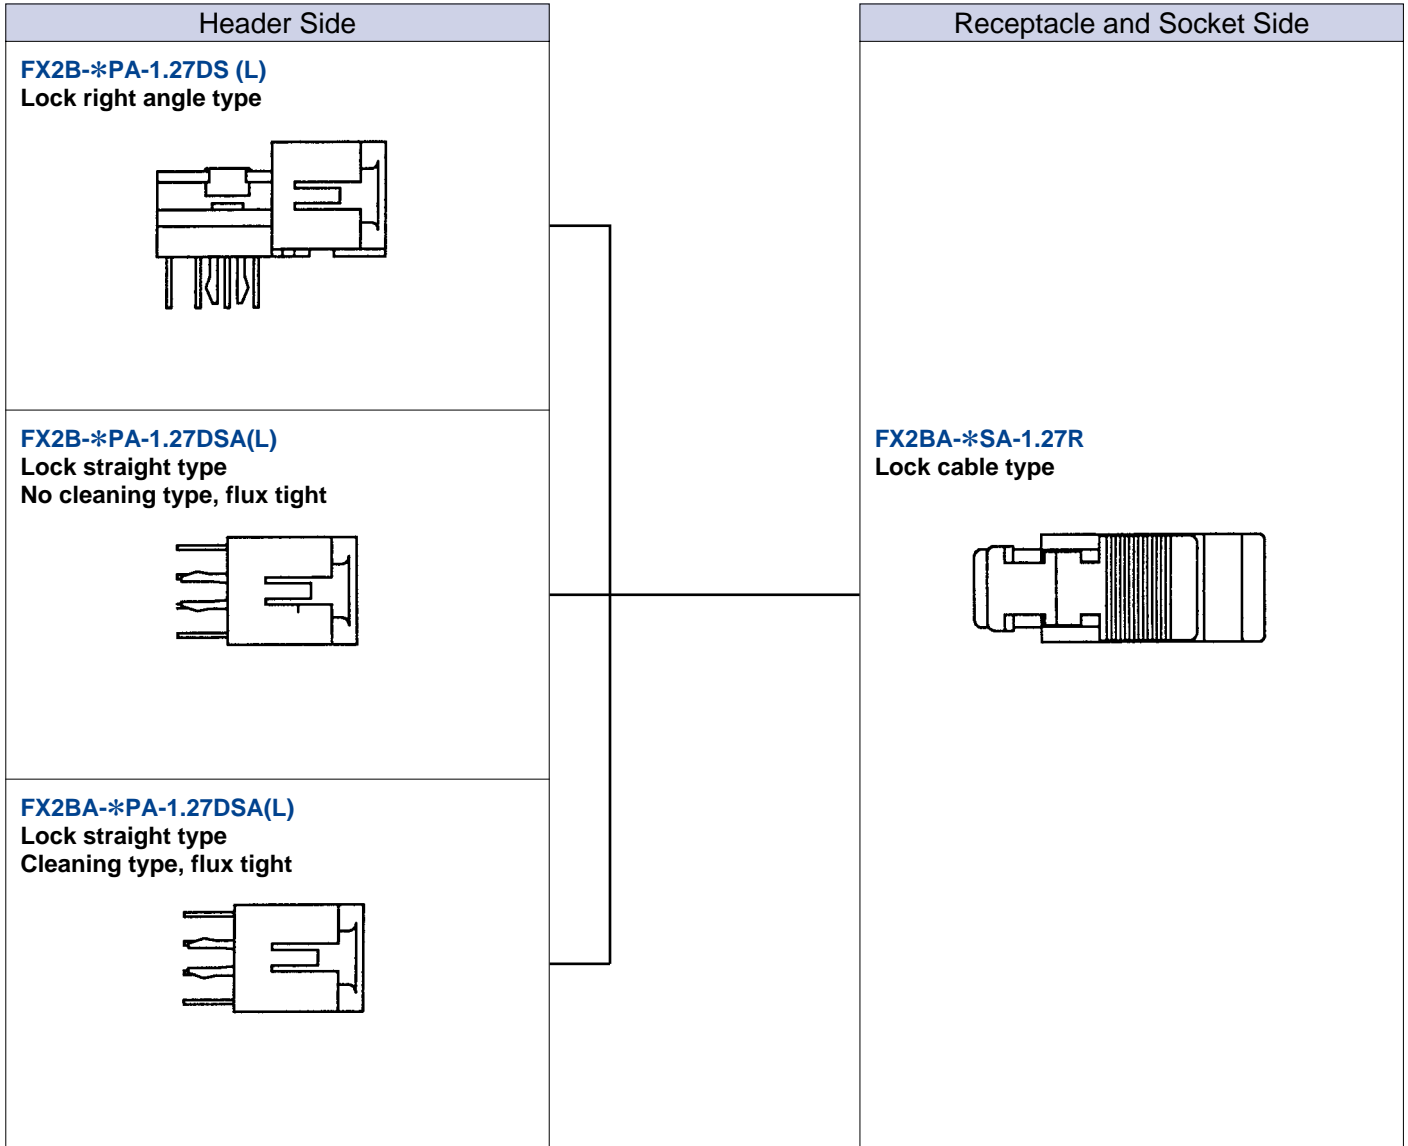 Header Side
FX2B-*PA-1.27DS (L)
Lock right angle type
FX2B-*PA-1.27DSA(L)
Lock straight type
No cleaning type, flux tight
FX2BA-*PA-1.27DSA(L)
Lock straight type
Cleaning type, flux tight
Receptacle and Socket Side
FX2BA-*SA-1.27R
Lock cable type